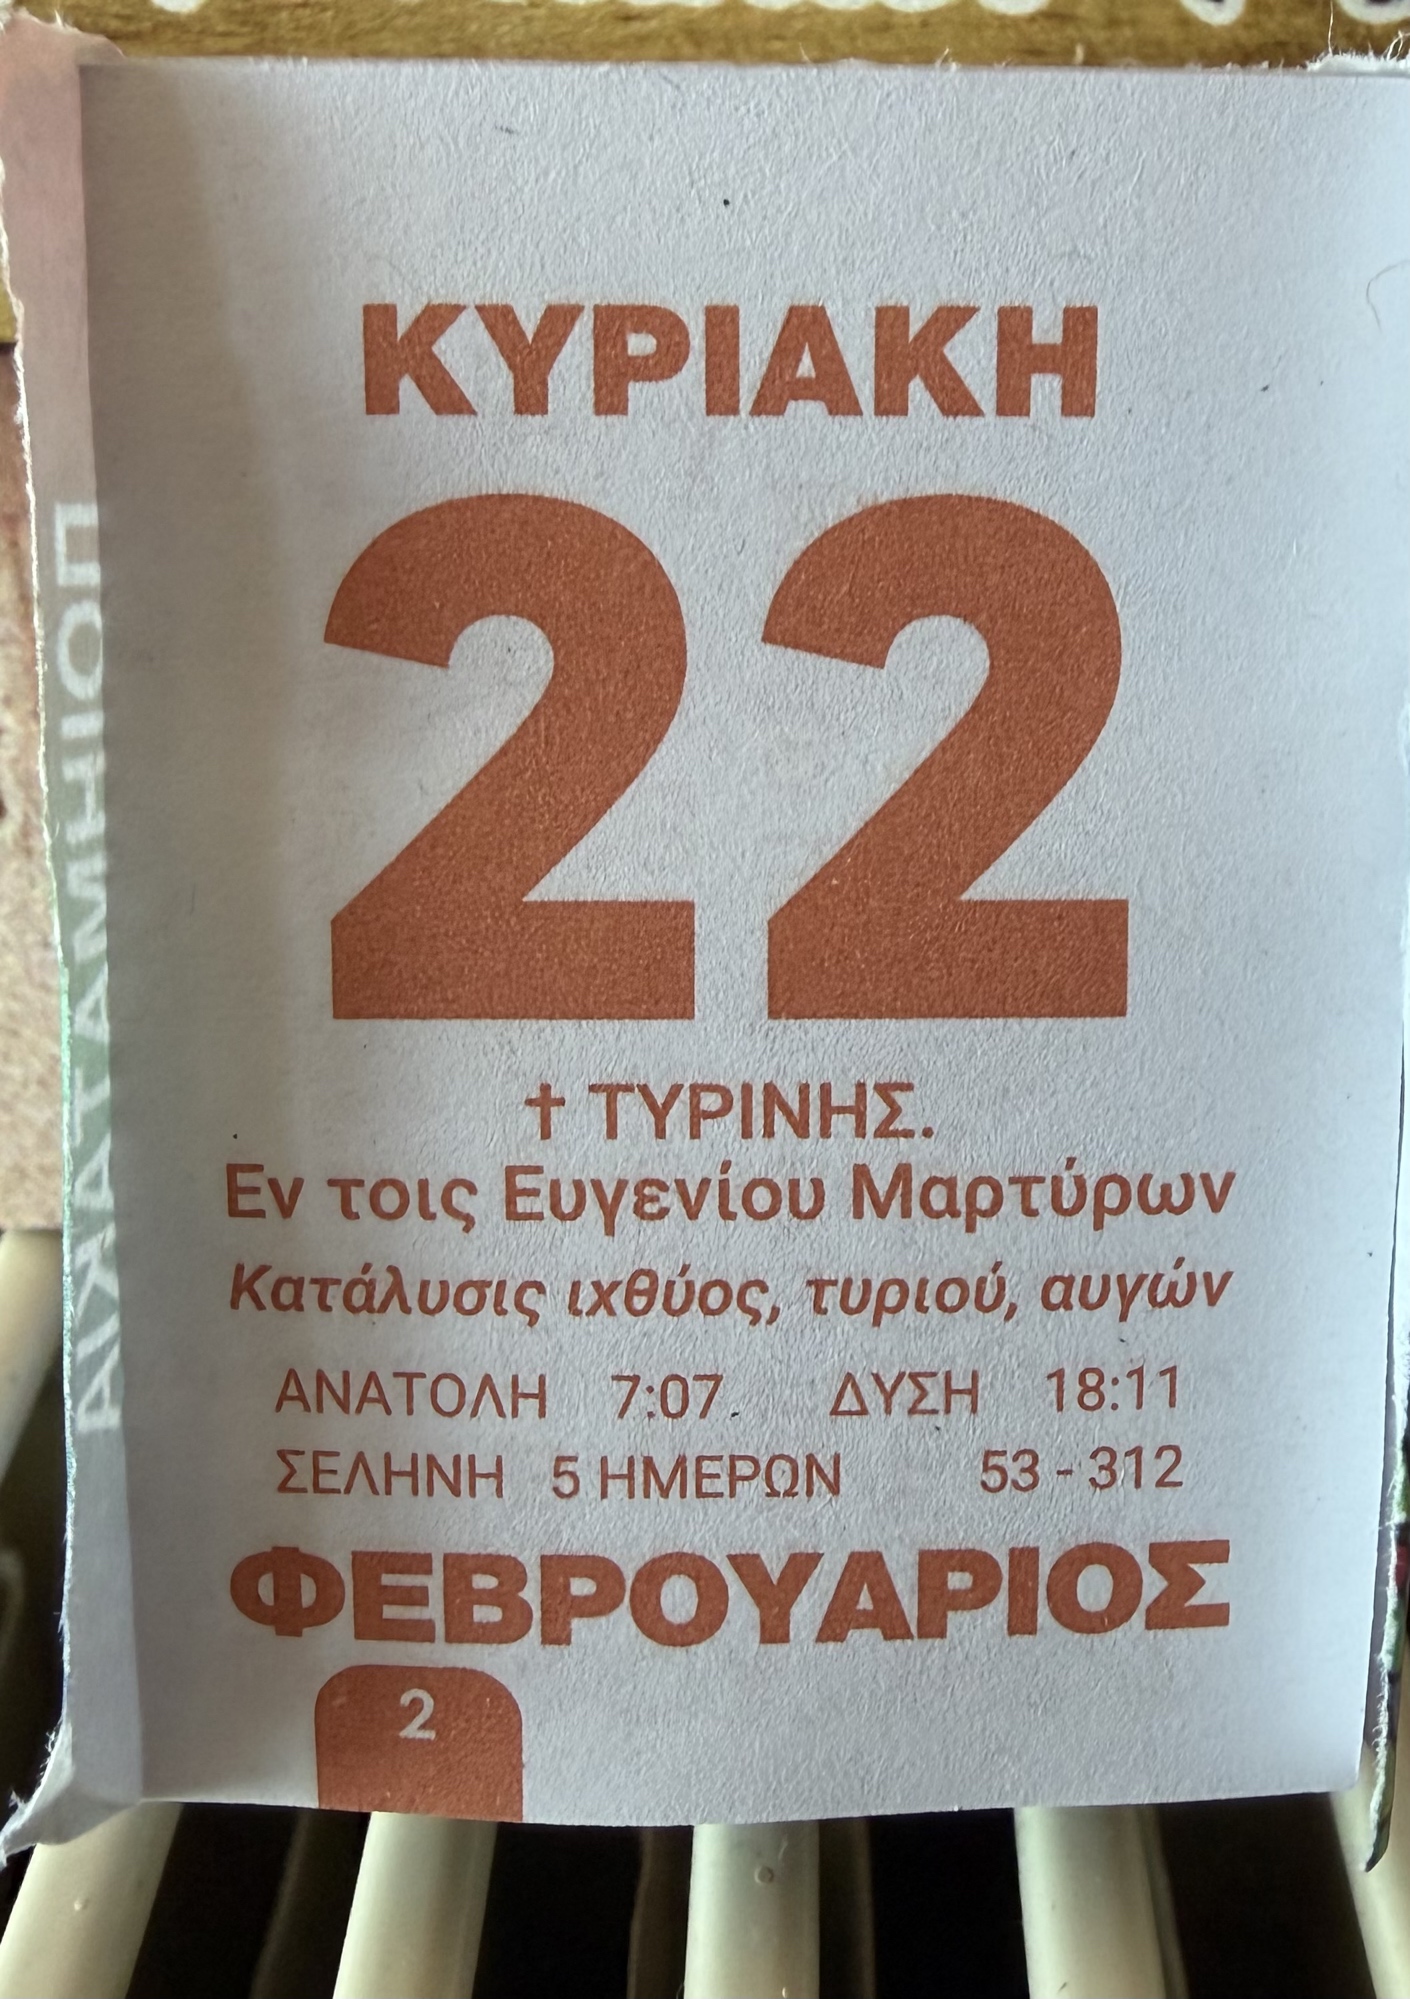 ΚΥΡΙΑΚΗ
22
† ΤΥΡΙΝΗΣ.
Εν τοις Ευγενίου Μαρτύρων
Κατάλυσις ιχθύος, τυριού, αυγών
ΑΝΑΤΟΛΗ 7:07 ΔΥΣΗ 18:11
ΣΕΛΗΝΗ 5 ΗΜΕΡΩΝ 53 - 312
ΦΕΒΡΟΥΑΡΙΟΣ
2